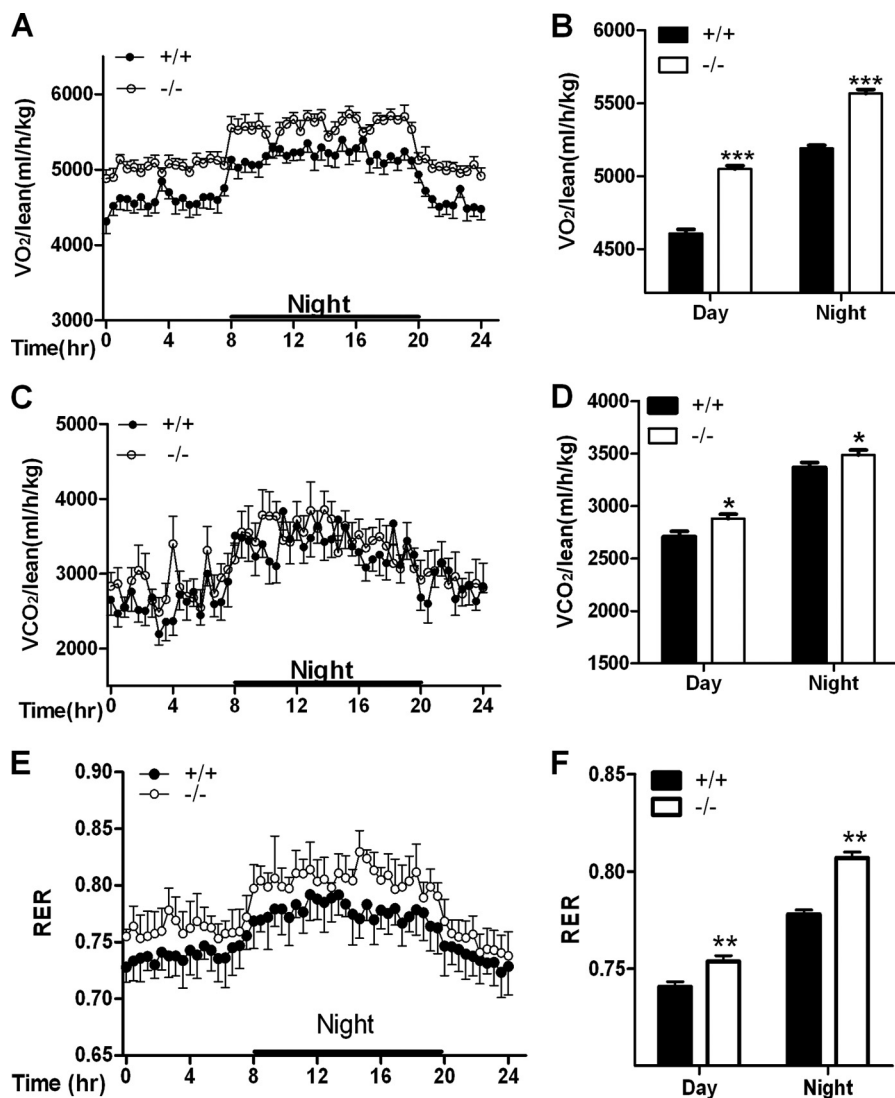 A
+/+
-/-
VO2/lean(ml/h/kg)
6000
5000
4000
3000
Night
Time(hr)
0 4 8 12 16 20 24
B
+/+
-/-
VO2/lean(ml/h/kg)
6000
5500
5000
4500
***
***
Day Night
C
+/+
-/-
VCO2/lean(ml/h/kg)
5000
4000
3000
2000
Night
Time(hr)
0 4 8 12 16 20 24
D
+/+
-/-
VCO2/lean(ml/h/kg)
4000
3500
3000
2500
2000
1500
*
*
Day Night
E
+/+
-/-
RER
0.90
0.85
0.80
0.75
0.70
0.65
Night
Time (hr)
0 4 8 12 16 20 24
F
+/+
-/-
RER
0.85
0.80
0.75
**
**
Day Night